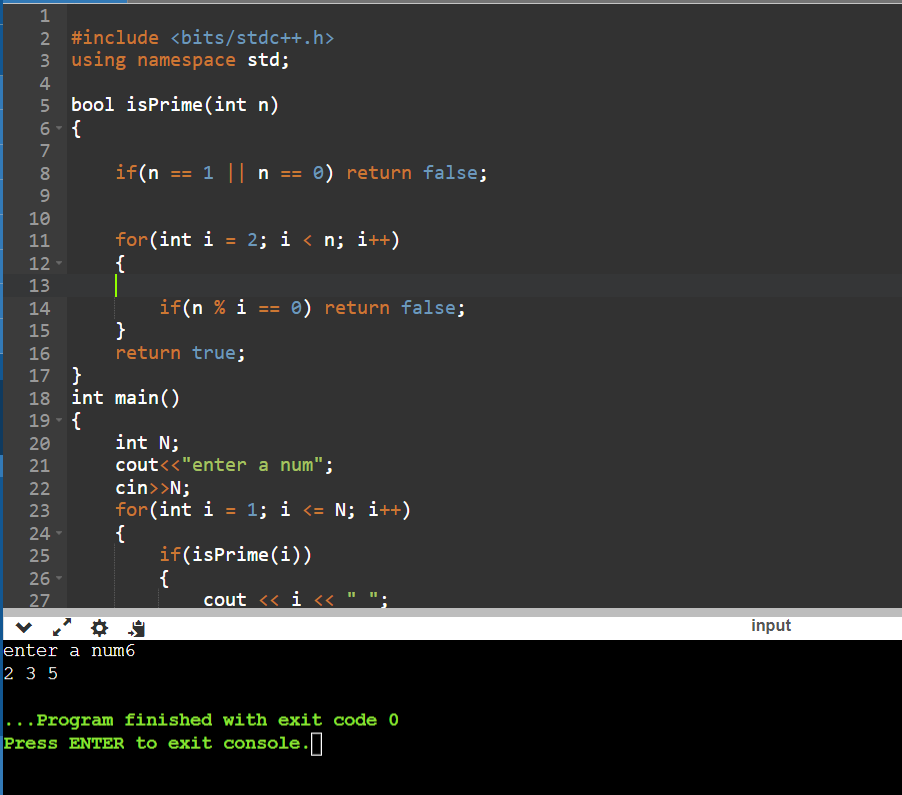 1
2 #include <bits/stdc++.h>
3 using namespace std;
4
5 bool isPrime(int n)
6 {
7
8 if(n == 1 || n == 0) return false;
9
10
11 for(int i = 2; i < n; i++)
12 {
13
14 if(n % i == 0) return false;
15 }
16 return true;
17 }
18 int main()
19 {
20 int N;
21 cout<<"enter a num";
22 cin>>N;
23 for(int i = 1; i <= N; i++)
24 {
25 if(isPrime(i))
26 {
27 cout << i << " ";
input
enter a num6
2 3 5
...Program finished with exit code 0
Press ENTER to exit console.